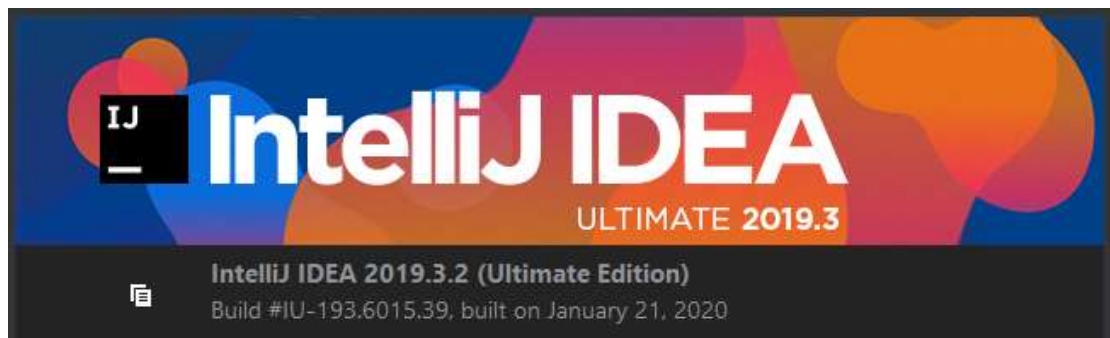 IJ
IntelliJ IDEA
ULTIMATE 2019.3
IntelliJ IDEA 2019.3.2 (Ultimate Edition)
Build #IU-193.6015.39, built on January 21, 2020